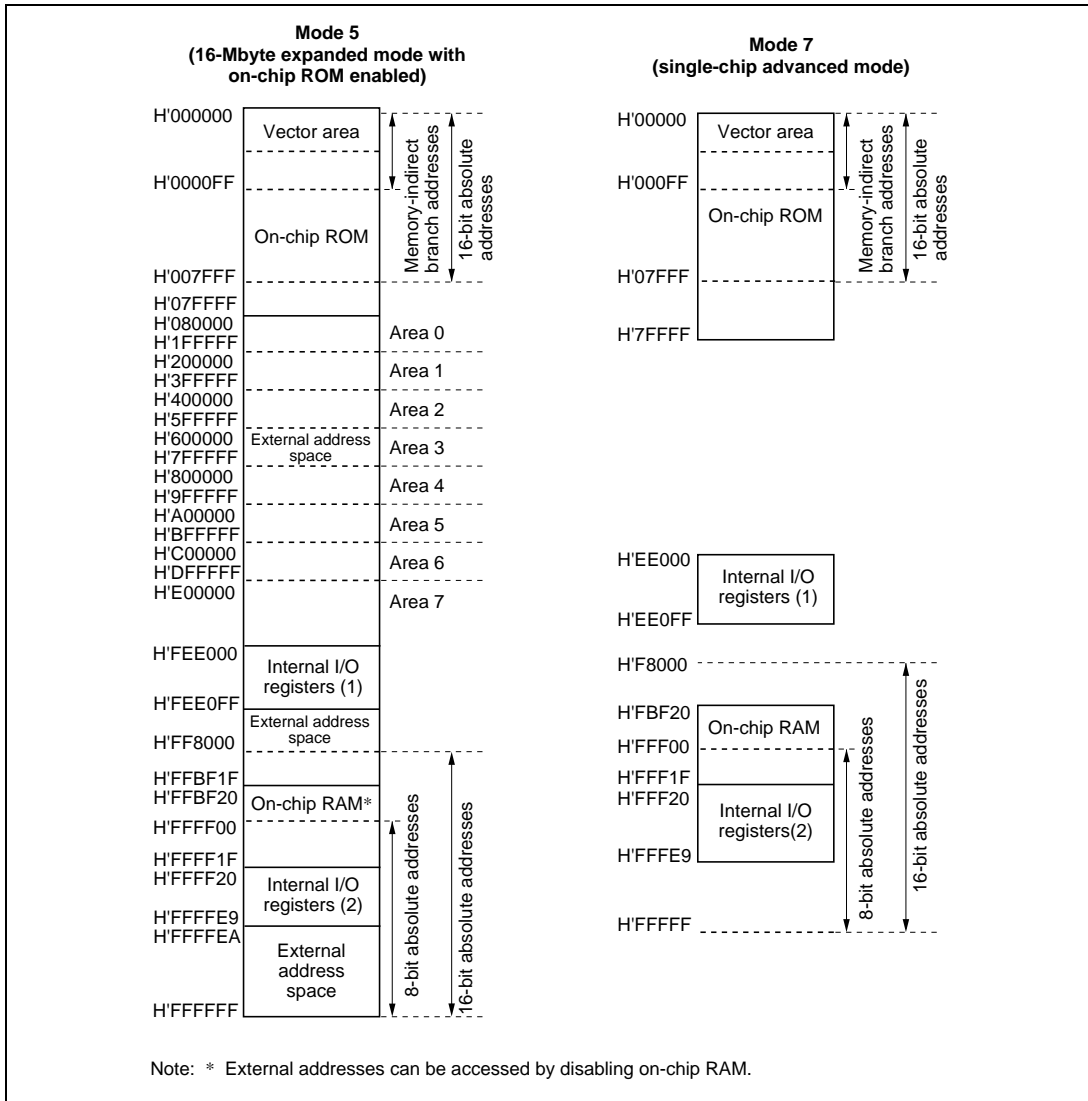 Mode 5
(16-Mbyte expanded mode with
on-chip ROM enabled)
H'000000
Vector area
H'0000FF
On-chip ROM
H'007FFF
H'07FFFF
H'080000
H'1FFFFF
H'200000
H'3FFFFF
H'400000
H'5FFFFF
H'600000
H'7FFFFF
H'800000
H'9FFFFF
H'A00000
H'BFFFFF
H'C00000
H'DFFFFF
H'E00000
External address
space
Area 0
Area 1
Area 2
Area 3
Area 4
Area 5
Area 6
Area 7
Memory-indirect
branch addresses
16-bit absolute
addresses
H'FEE000
Internal I/O
registers (1)
H'FEE0FF
External address
space
H'FF8000
H'FFBF1F
H'FFBF20
On-chip RAM*
H'FFFF00
H'FFFF1F
H'FFFF20
Internal I/O
registers (2)
H'FFFFE9
H'FFFFEA
External
address
space
H'FFFFFF
8-bit absolute addresses
16-bit absolute addresses
Mode 7
(single-chip advanced mode)
H'00000
Vector area
H'000FF
On-chip ROM
H'07FFF
H'7FFFF
Memory-indirect
branch addresses
16-bit absolute
addresses
H'EE000
Internal I/O
registers (1)
H'EE0FF
H'F8000
H'FBF20
On-chip RAM
H'FFF00
H'FFF1F
H'FFF20
Internal I/O
registers(2)
H'FFFE9
H'FFFFF
8-bit absolute addresses
16-bit absolute addresses
Note: * External addresses can be accessed by disabling on-chip RAM.